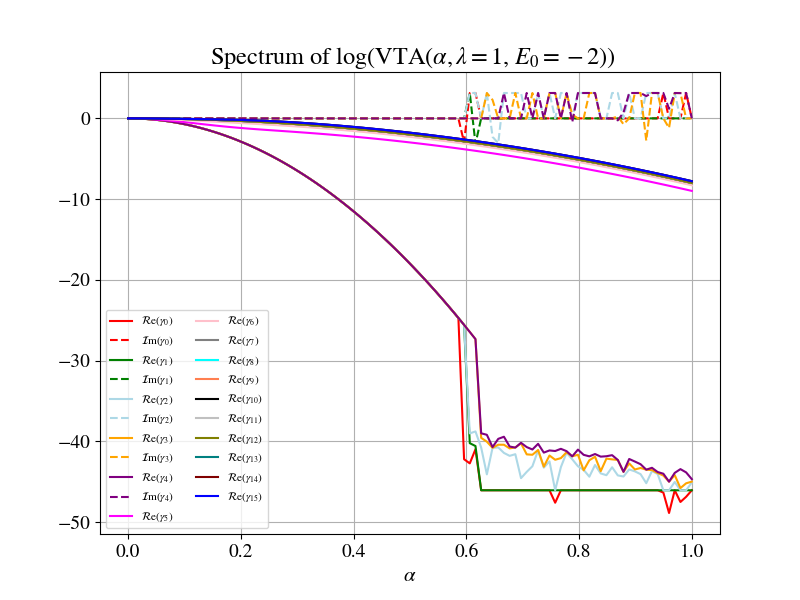 Spectrum of log(VTA(α, λ = 1, E₀ = −2))
0
−10
−20
−30
−40
−50
0.0 0.2 0.4 0.6 0.8 1.0
α
ℛe(γ₀)
ℐm(γ₀)
ℛe(γ₁)
ℐm(γ₁)
ℛe(γ₂)
ℐm(γ₂)
ℛe(γ₃)
ℐm(γ₃)
ℛe(γ₄)
ℐm(γ₄)
ℛe(γ₅)
ℛe(γ₆)
ℛe(γ₇)
ℛe(γ₈)
ℛe(γ₉)
ℛe(γ₁₀)
ℛe(γ₁₁)
ℛe(γ₁₂)
ℛe(γ₁₃)
ℛe(γ₁₄)
ℛe(γ₁₅)